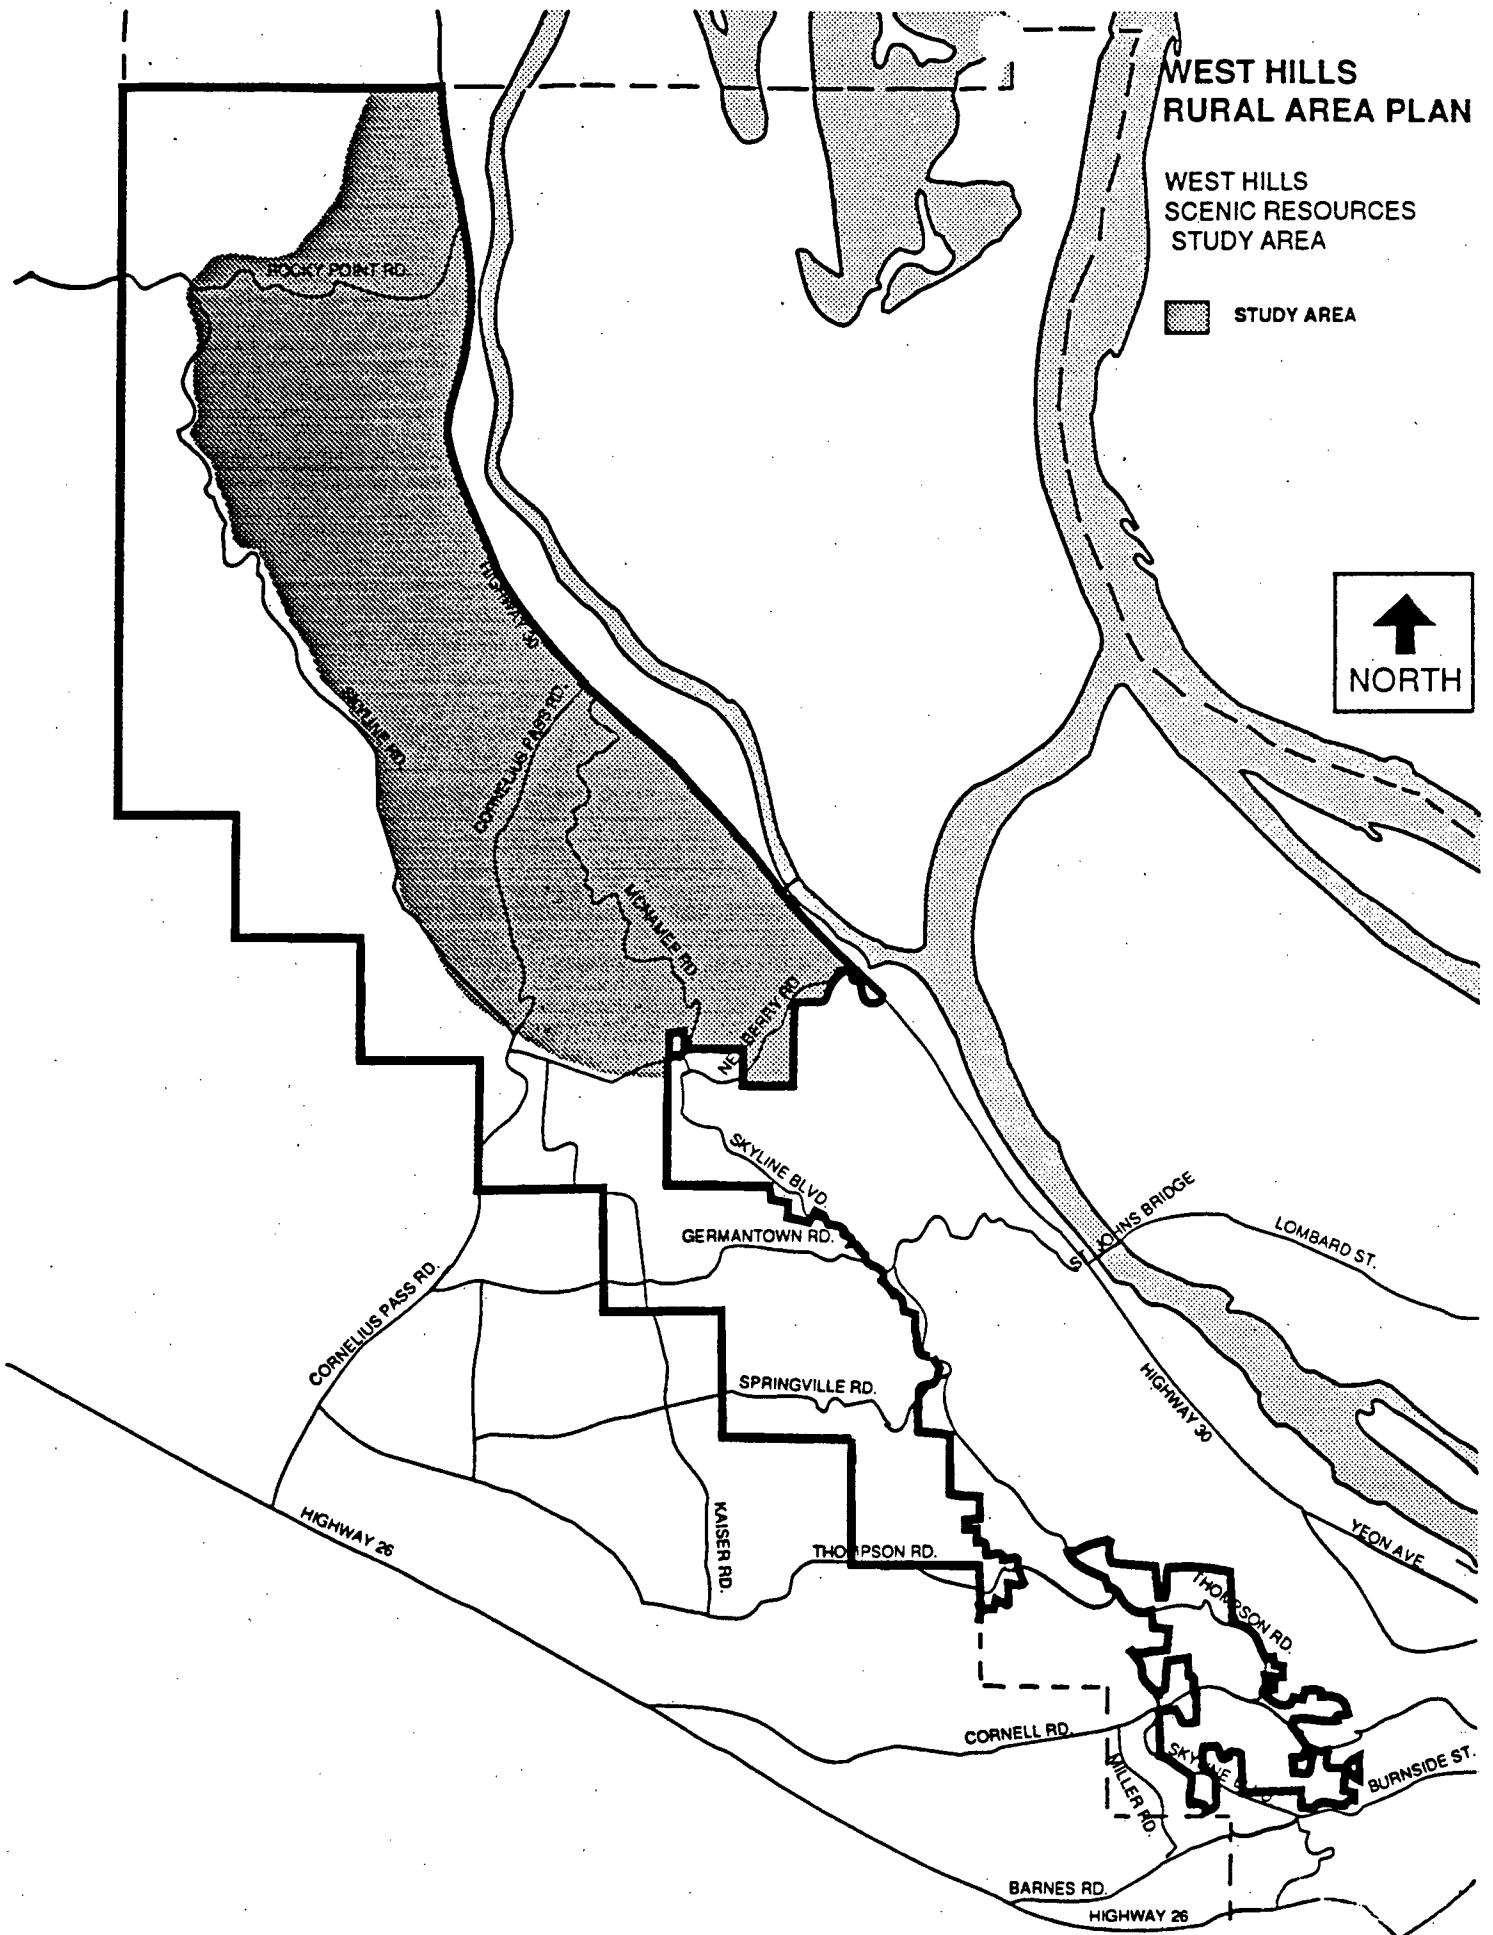 WEST HILLS
RURAL AREA PLAN
WEST HILLS
SCENIC RESOURCES
STUDY AREA
STUDY AREA
ROCKY POINT RD.
NORTH
HIGHWAY 30
SKYLINE RD.
CORNELIUS PASS RD.
MCNAMEE RD.
NEWBERRY RD.
SKYLINE BLVD.
GERMANTOWN RD.
ST. JOHNS BRIDGE
LOMBARD ST.
CORNELIUS PASS RD.
SPRINGVILLE RD.
HIGHWAY 30
HIGHWAY 26
KAISER RD.
THOMPSON RD.
YEON AVE.
THOMPSON RD.
CORNELL RD.
SKYLINE BLVD
MILLER RD.
BURNSIDE ST.
BARNES RD.
HIGHWAY 26